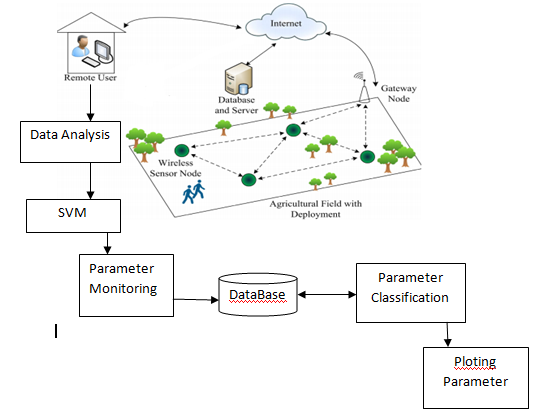 Internet
Remote User
Database
and Server
Gateway
Node
Data Analysis
Wireless
Sensor Node
Agricultural Field with
Deployment
SVM
Parameter
Monitoring
DataBase
Parameter
Classification
Ploting
Parameter